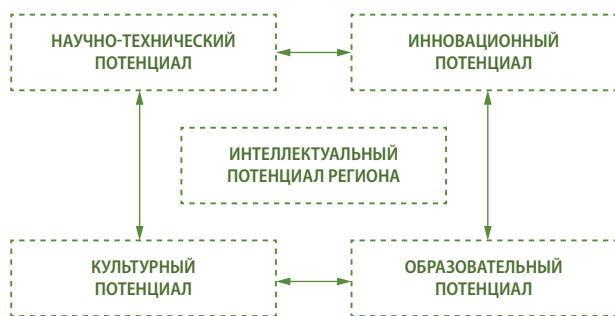 НАУЧНО-ТЕХНИЧЕСКИЙ
ПОТЕНЦИАЛ
ИННОВАЦИОННЫЙ
ПОТЕНЦИАЛ
ИНТЕЛЛЕКТУАЛЬНЫЙ
ПОТЕНЦИАЛ РЕГИОНА
КУЛЬТУРНЫЙ
ПОТЕНЦИАЛ
ОБРАЗОВАТЕЛЬНЫЙ
ПОТЕНЦИАЛ